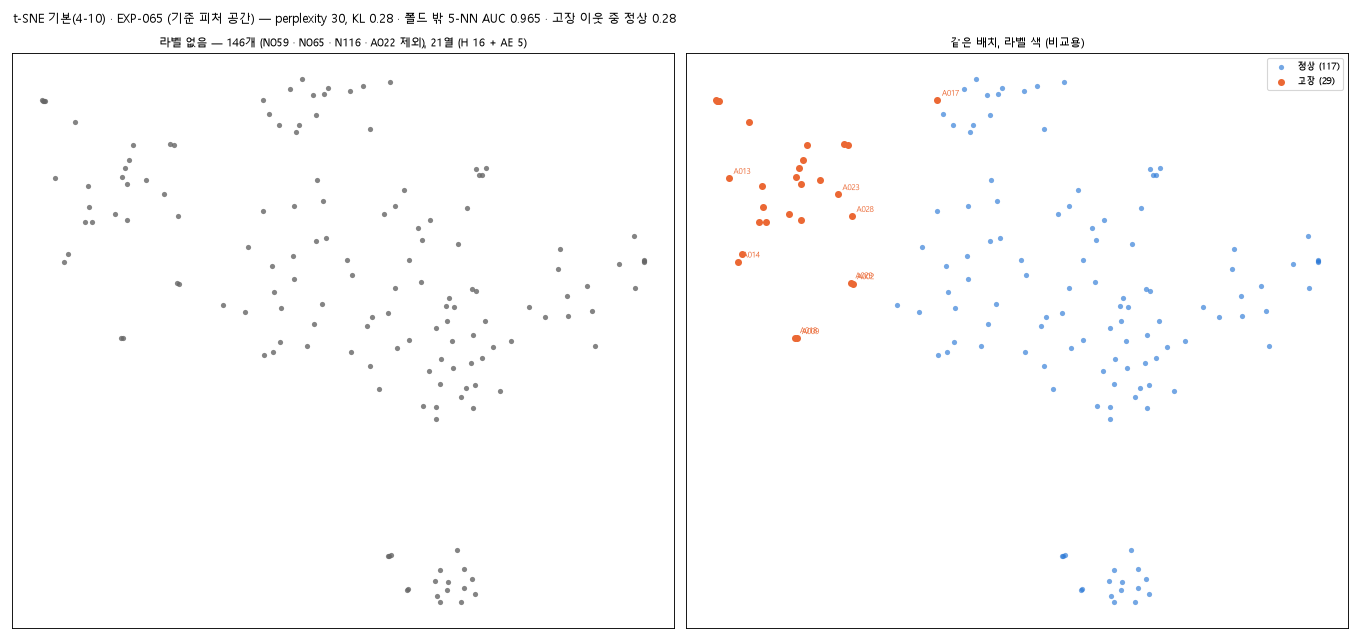 t-SNE 기본(4-10) · EXP-065 (기준 피처 공간) — perplexity 30, KL 0.28 · 폴드 밖 5-NN AUC 0.965 · 고장 이웃 중 정상 0.28
라벨 없음 — 146개 (N059 · N065 · N116 · A022 제외), 21열 (H 16 + AE 5)
같은 배치, 라벨 색 (비교용)
정상 (117)
고장 (29)
A017
A013
A023
A028
A014